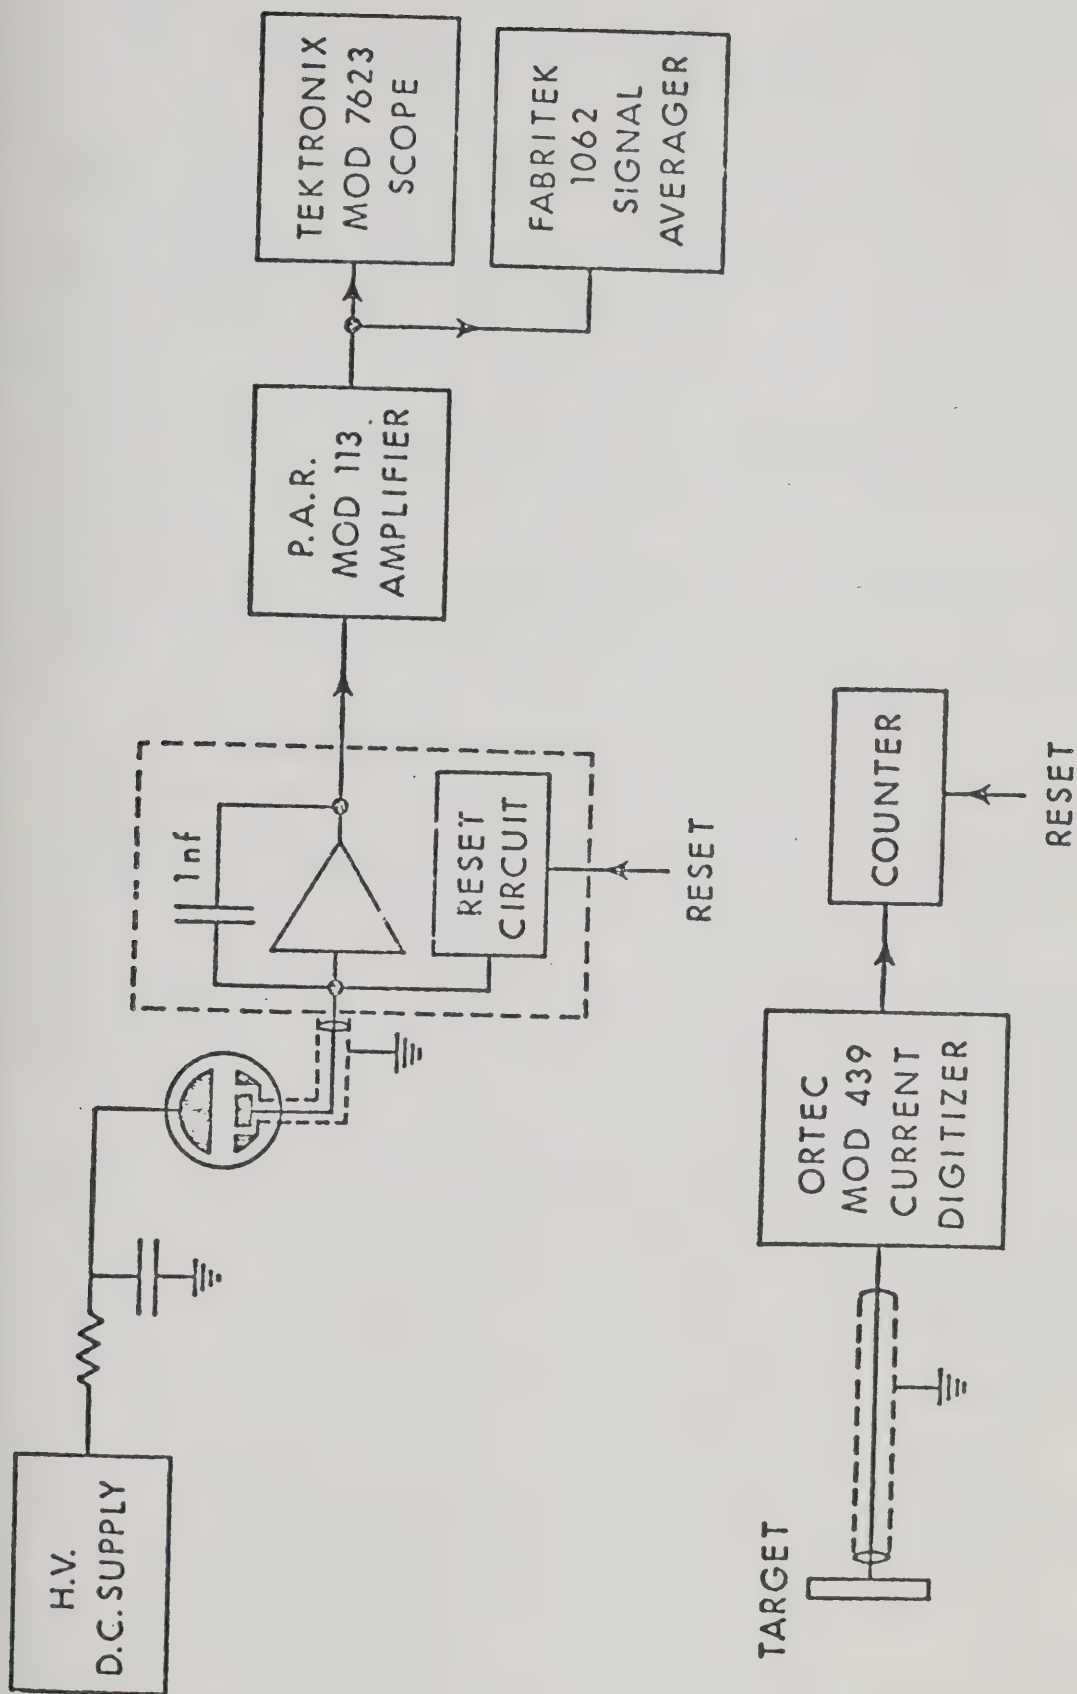 H.V.
D.C. SUPPLY
1nf
RESET
CIRCUIT
RESET
P.A.R.
MOD 113
AMPLIFIER
TEKTRONIX
MOD 7623
SCOPE
FABRITEK
1062
SIGNAL
AVERAGER
TARGET
ORTEC
MOD 439
CURRENT
DIGITIZER
COUNTER
RESET